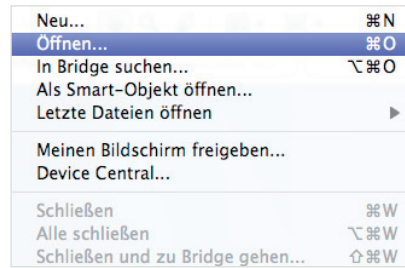 Neu... ⌘N
Öffnen... ⌘O
In Bridge suchen... ⌥⌘O
Als Smart-Objekt öffnen...
Letzte Dateien öffnen
Meinen Bildschirm freigeben...
Device Central...
Schließen ⌘W
Alle schließen ⌥⌘W
Schließen und zu Bridge gehen... ⇧⌘W